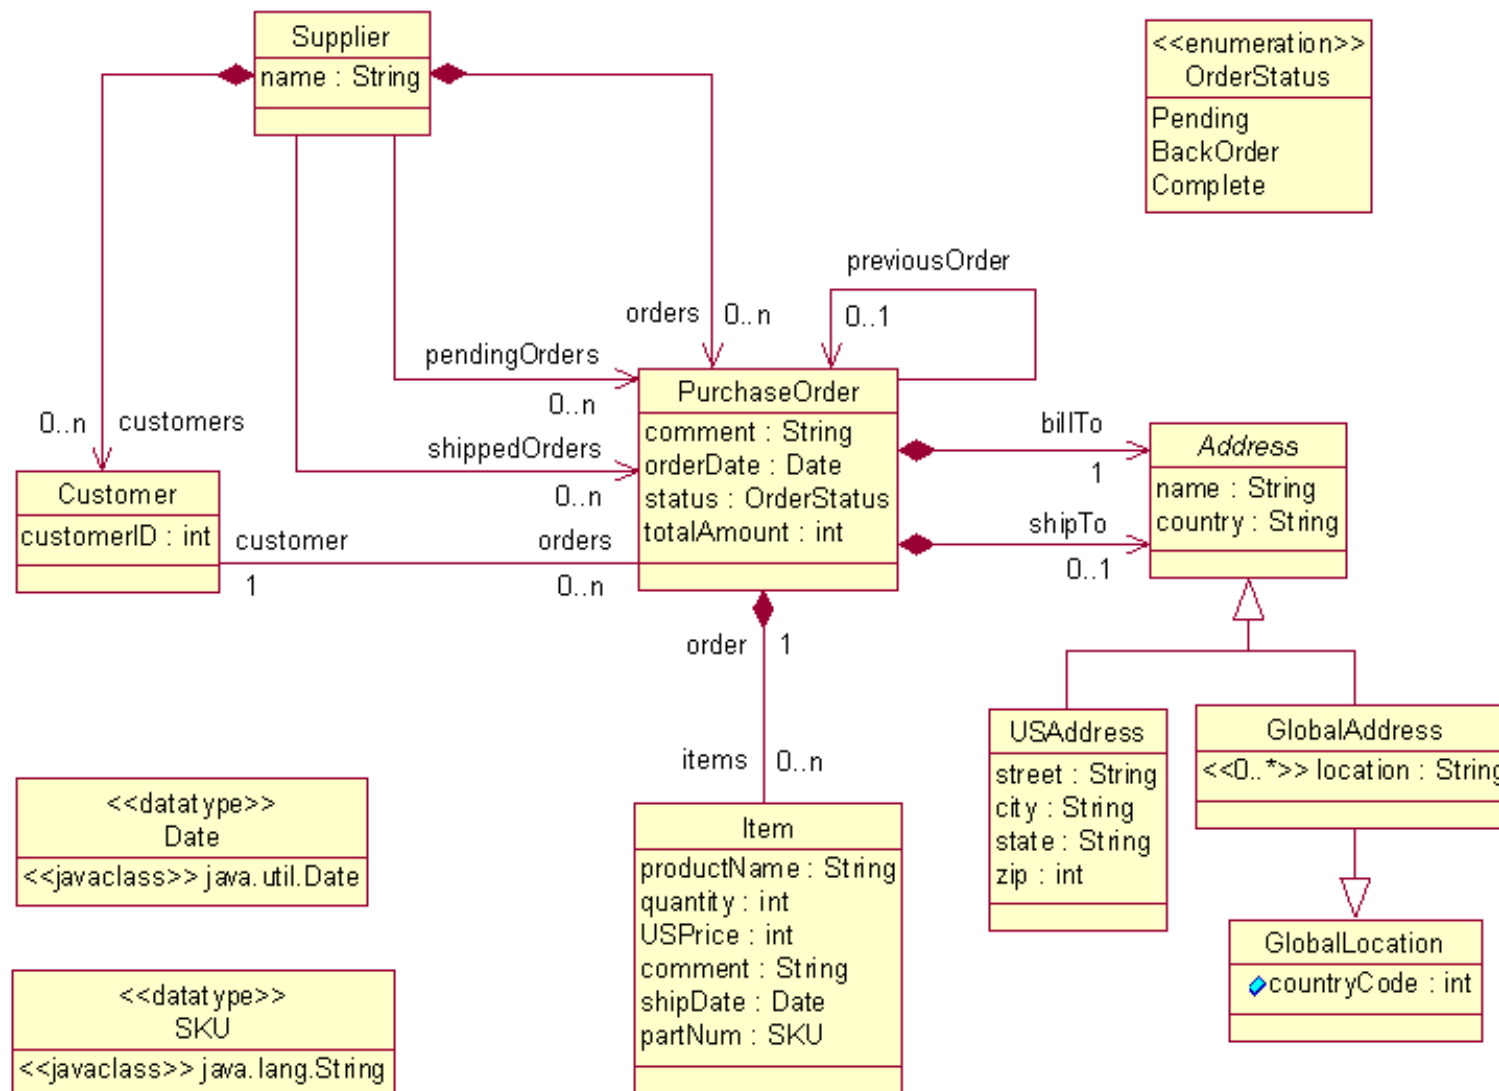 Supplier
name : String
<<enumeration>>
OrderStatus
Pending
BackOrder
Complete
previousOrder
0..1
orders
0..n
pendingOrders
0..n
0..n
customers
shippedOrders
0..n
PurchaseOrder
comment : String
orderDate : Date
status : OrderStatus
totalAmount : int
billTo
1
shipTo
0..1
Address
name : String
country : String
Customer
customerID : int
customer
1
orders
0..n
order
1
items
0..n
USAddress
street : String
city : String
state : String
zip : int
GlobalAddress
<<0..*>> location : String
<<datatype>>
Date
<<javaclass>> java.util.Date
Item
productName : String
quantity : int
USPrice : int
comment : String
shipDate : Date
partNum : SKU
GlobalLocation
countryCode : int
<<datatype>>
SKU
<<javaclass>> java.lang.String